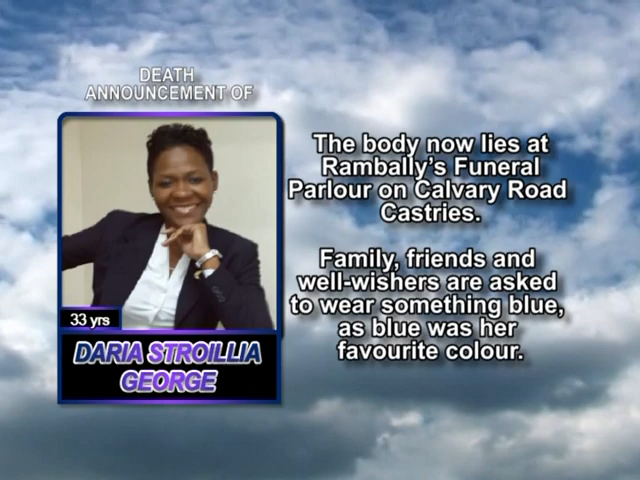 DEATH
ANNOUNCEMENT OF
33 yrs
DARIA STROILLIA
GEORGE
The body now lies at
Rambally's Funeral
Parlour on Calvary Road
Castries.
Family, friends and
well-wishers are asked
to wear something blue,
as blue was her
favourite colour.